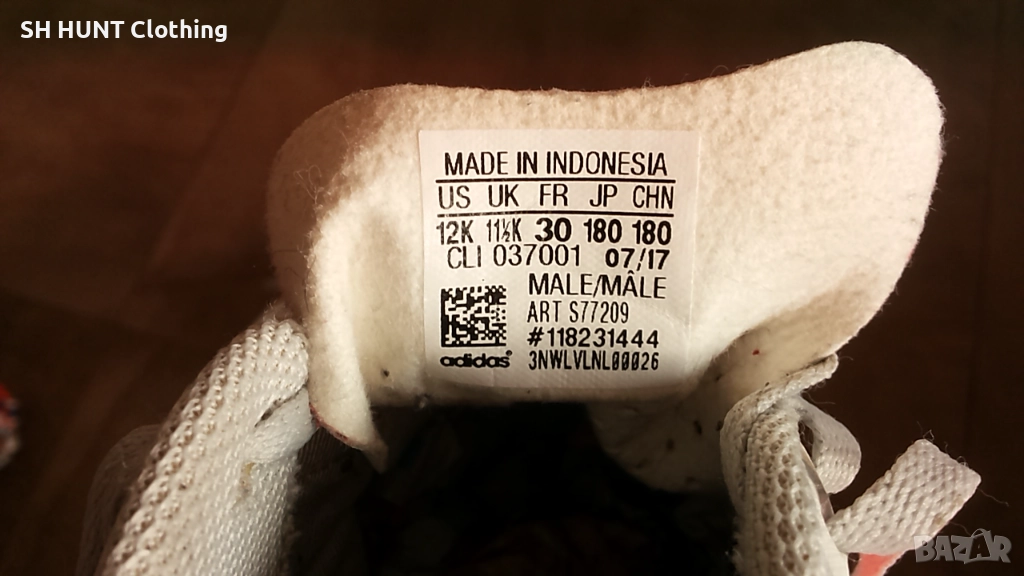 SH HUNT Clothing
MADE IN INDONESIA
US UK FR JP CHN
12K 11½K 30 180 180
CLI 037001 07/17
MALE/MÂLE
ART S77209
#118231444
adidas® 3NWLVLNL00026
BAZAR